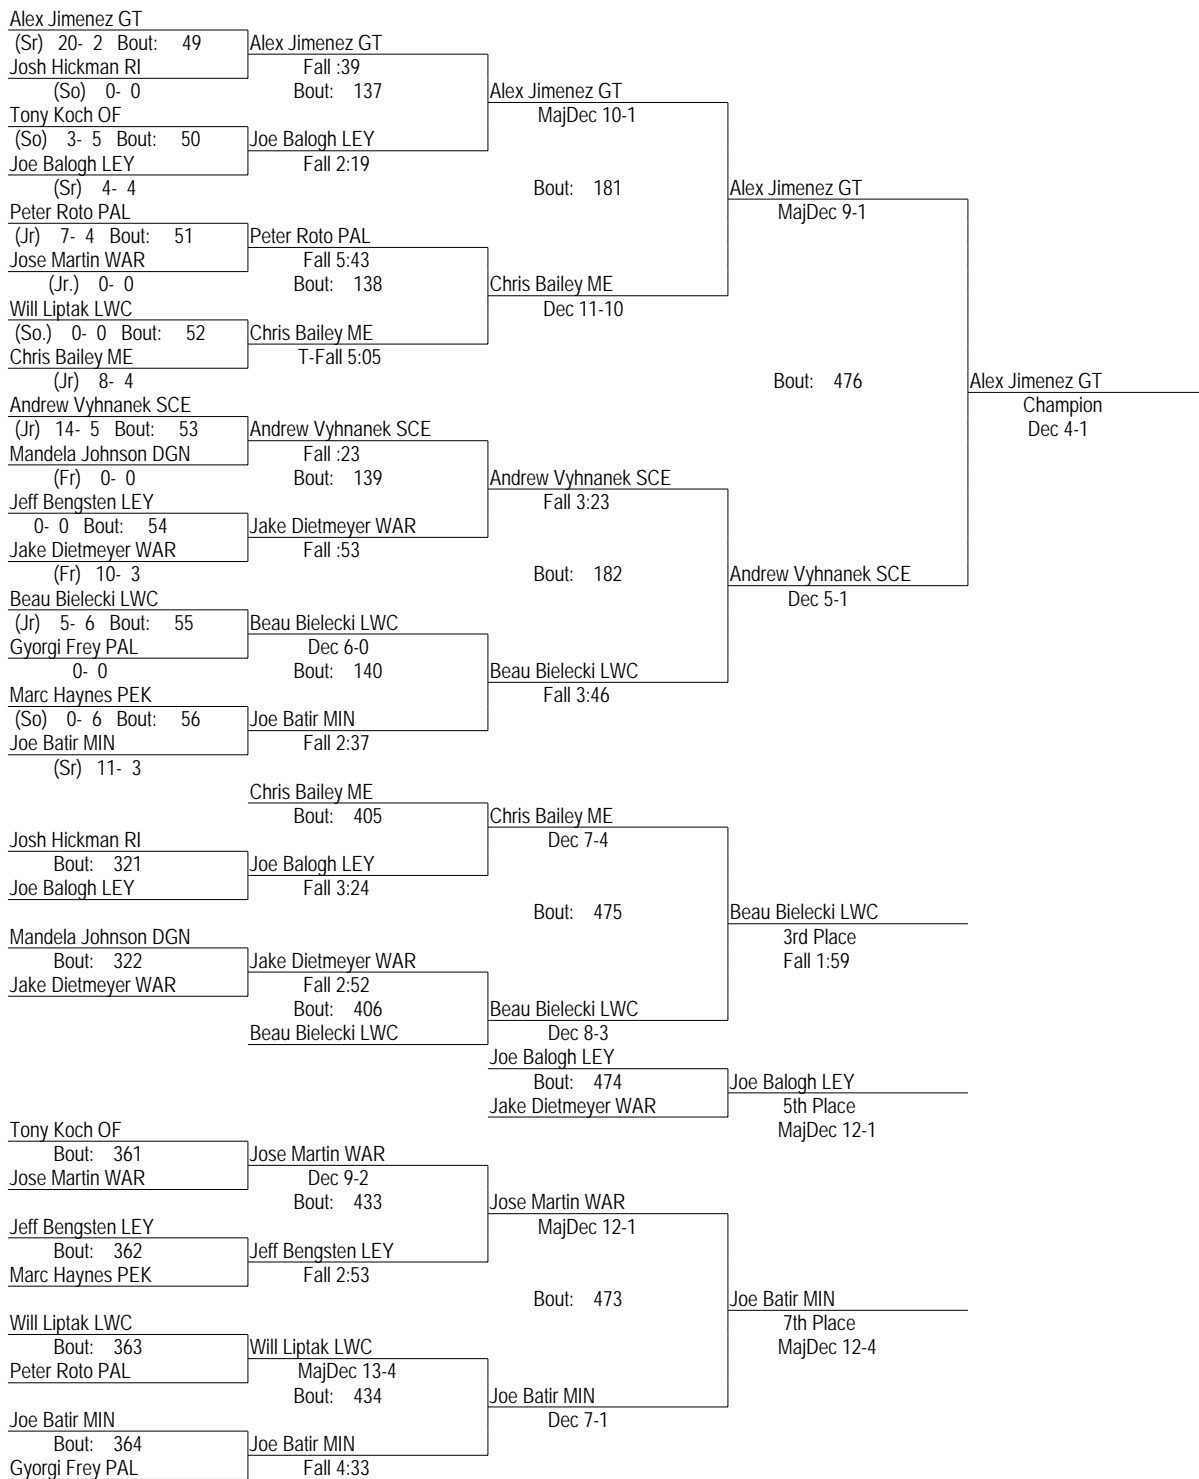 Alex Jimenez GT
(Sr) 20- 2 Bout: 49 Alex Jimenez GT
Josh Hickman RI Fall :39
(So) 0- 0 Bout: 137 Alex Jimenez GT
Tony Koch OF MajDec 10-1
(So) 3- 5 Bout: 50 Joe Balogh LEY
Joe Balogh LEY Fall 2:19
(Sr) 4- 4 Bout: 181 Alex Jimenez GT
Peter Roto PAL MajDec 9-1
(Jr) 7- 4 Bout: 51 Peter Roto PAL
Jose Martin WAR Fall 5:43
(Jr.) 0- 0 Bout: 138 Chris Bailey ME
Will Liptak LWC Dec 11-10
(So.) 0- 0 Bout: 52 Chris Bailey ME
Chris Bailey ME T-Fall 5:05
(Jr) 8- 4 Bout: 476 Alex Jimenez GT
Andrew Vyhnanek SCE Champion
(Jr) 14- 5 Bout: 53 Andrew Vyhnanek SCE Dec 4-1
Mandela Johnson DGN Fall :23
(Fr) 0- 0 Bout: 139 Andrew Vyhnanek SCE
Jeff Bengsten LEY Fall 3:23
0- 0 Bout: 54 Jake Dietmeyer WAR
Jake Dietmeyer WAR Fall :53
(Fr) 10- 3 Bout: 182 Andrew Vyhnanek SCE
Beau Bielecki LWC Dec 5-1
(Jr) 5- 6 Bout: 55 Beau Bielecki LWC
Gyorgi Frey PAL Dec 6-0
0- 0 Bout: 140 Beau Bielecki LWC
Marc Haynes PEK Fall 3:46
(So) 0- 6 Bout: 56 Joe Batir MIN
Joe Batir MIN Fall 2:37
(Sr) 11- 3
Chris Bailey ME
Bout: 405 Chris Bailey ME
Josh Hickman RI Dec 7-4
Bout: 321 Joe Balogh LEY
Joe Balogh LEY Fall 3:24
Bout: 475 Beau Bielecki LWC
Mandela Johnson DGN 3rd Place
Bout: 322 Jake Dietmeyer WAR Fall 1:59
Jake Dietmeyer WAR Fall 2:52
Bout: 406 Beau Bielecki LWC
Beau Bielecki LWC Dec 8-3
Joe Balogh LEY
Bout: 474 Joe Balogh LEY
Jake Dietmeyer WAR 5th Place
Tony Koch OF MajDec 12-1
Bout: 361 Jose Martin WAR
Jose Martin WAR Dec 9-2
Bout: 433 Jose Martin WAR
Jeff Bengsten LEY MajDec 12-1
Bout: 362 Jeff Bengsten LEY
Marc Haynes PEK Fall 2:53
Bout: 473 Joe Batir MIN
Will Liptak LWC 7th Place
Bout: 363 Will Liptak LWC MajDec 12-4
Peter Roto PAL MajDec 13-4
Bout: 434 Joe Batir MIN
Joe Batir MIN Dec 7-1
Bout: 364 Joe Batir MIN
Gyorgi Frey PAL Fall 4:33